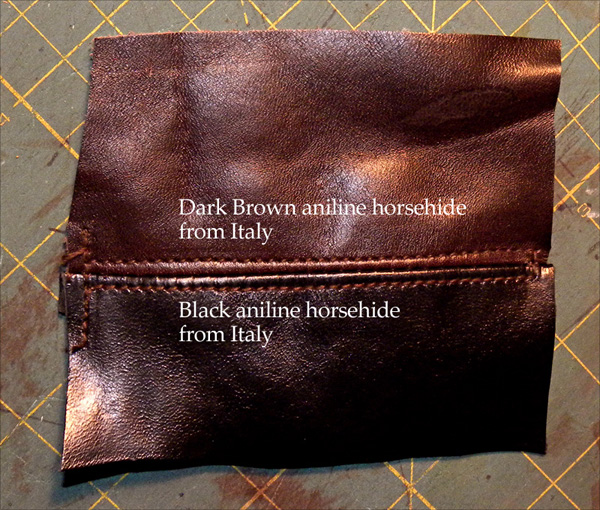 Dark Brown aniline horsehide
from Italy
Black aniline horsehide
from Italy